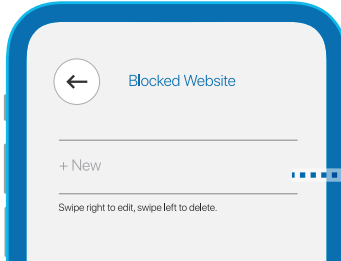 Blocked Website
+ New
Swipe right to edit, swipe left to delete.